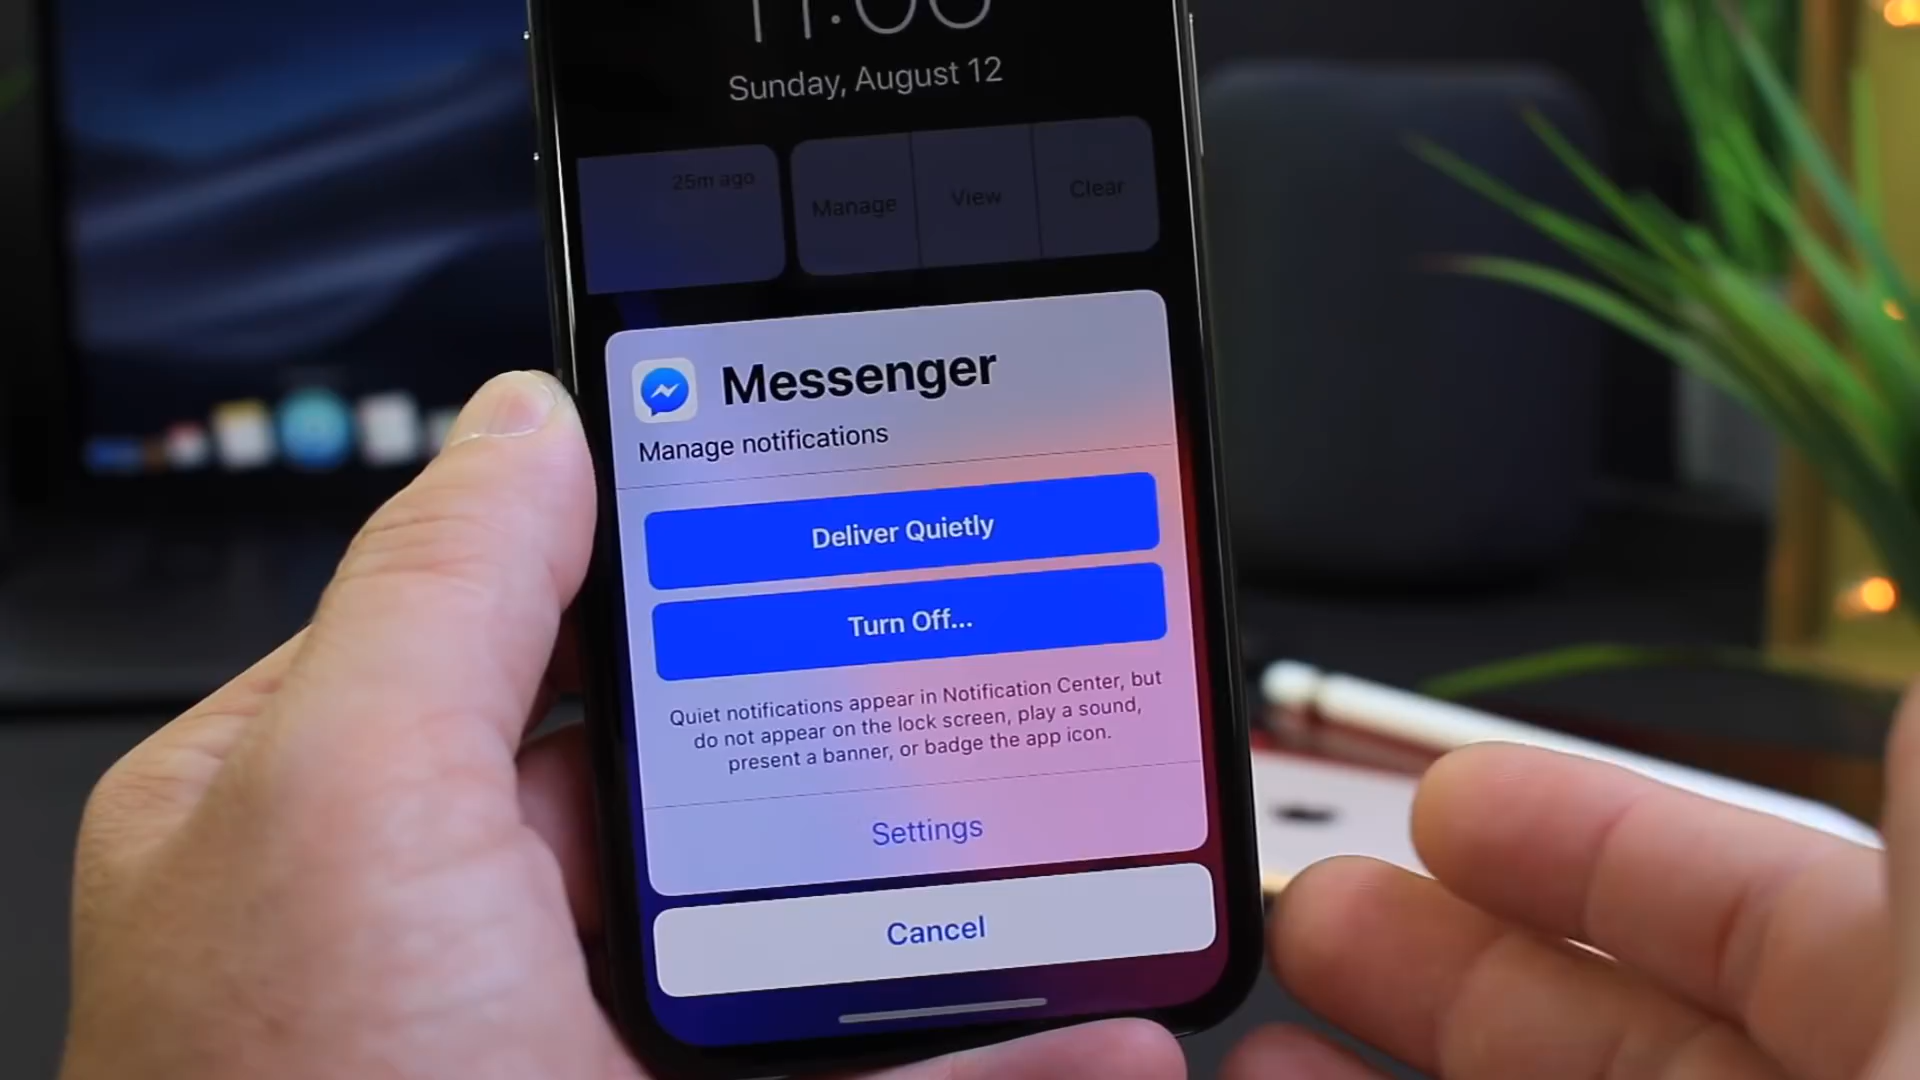 Sunday, August 12
25m ago
Manage
View
Clear
Messenger
Manage notifications
Deliver Quietly
Turn Off...
Quiet notifications appear in Notification Center, but
do not appear on the lock screen, play a sound,
present a banner, or badge the app icon.
Settings
Cancel